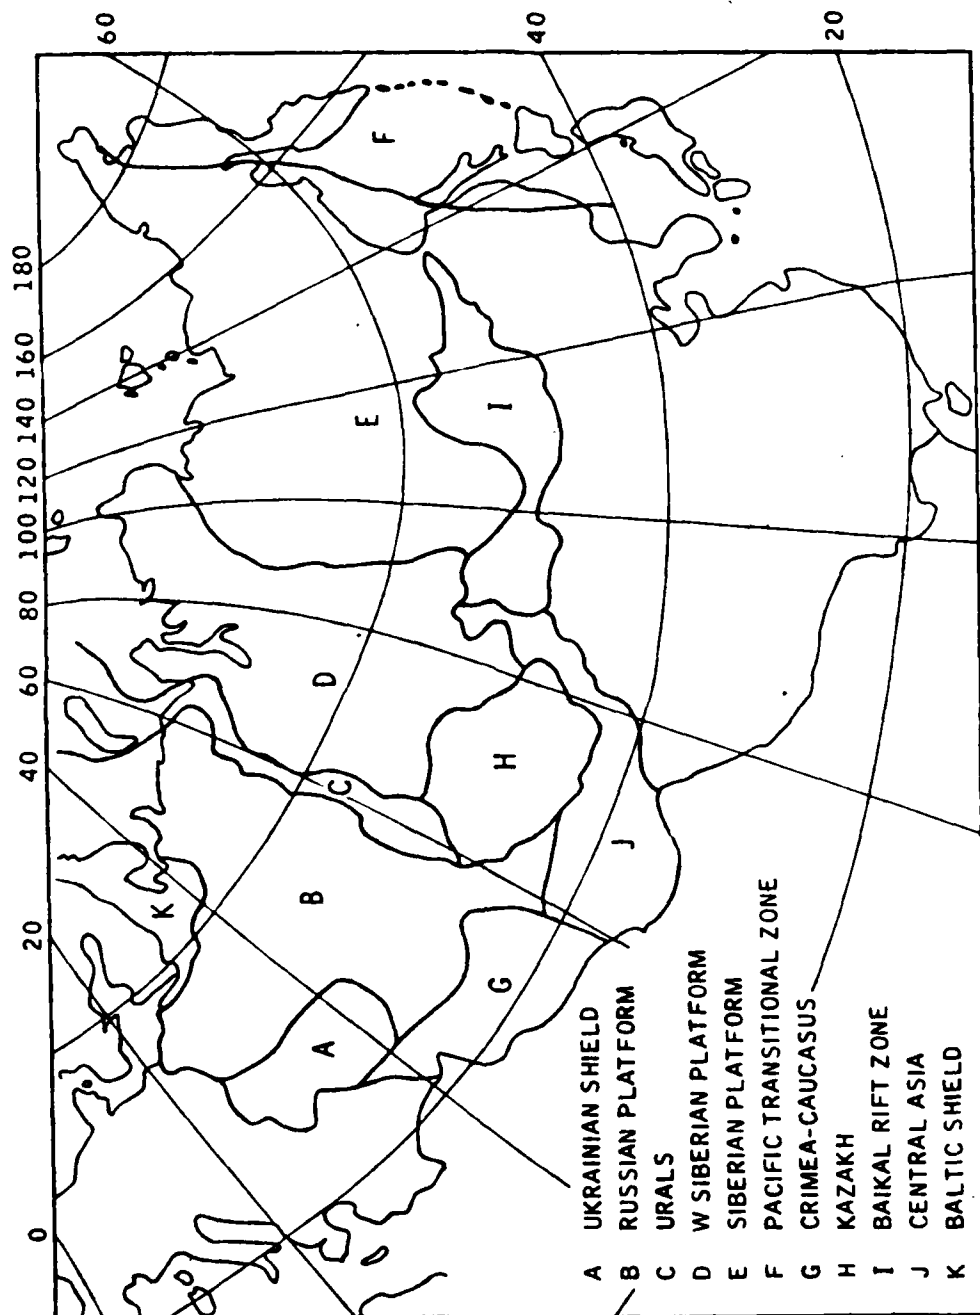 0
20
40
60
80
100
120
140
160
180
60
40
20
K
B
C
D
E
F
A
G
H
I
J
A UKRAINIAN SHIELD
B RUSSIAN PLATFORM
C URALS
D W SIBERIAN PLATFORM
E SIBERIAN PLATFORM
F PACIFIC TRANSITIONAL ZONE
G CRIMEA-CAUCASUS
H KAZAKH
I BAIKAL RIFT ZONE
J CENTRAL ASIA
K BALTIC SHIELD